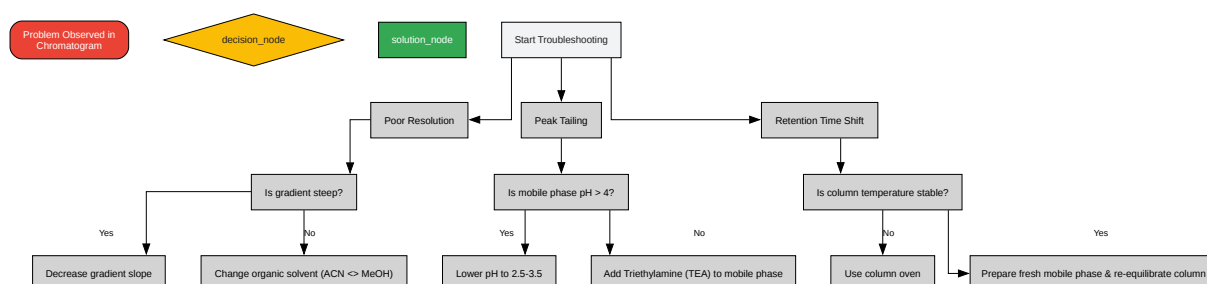 Problem Observed in
Chromatogram
decision_node
solution_node
Start Troubleshooting
Poor Resolution
Peak Tailing
Retention Time Shift
Is gradient steep?
Is mobile phase pH > 4?
Is column temperature stable?
Yes
No
Yes
No
No
Yes
Decrease gradient slope
Change organic solvent (ACN <> MeOH)
Lower pH to 2.5-3.5
Add Triethylamine (TEA) to mobile phase
Use column oven
Prepare fresh mobile phase & re-equilibrate column